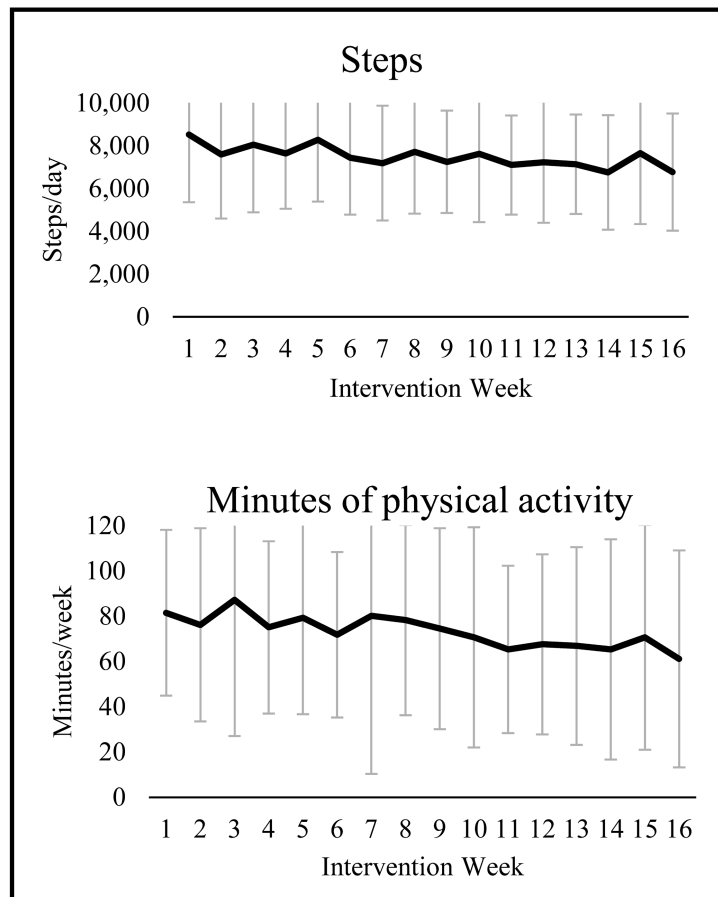 Steps
10,000
8,000
6,000
4,000
2,000
0
Steps/day
1 2 3 4 5 6 7 8 9 10 11 12 13 14 15 16
Intervention Week
Minutes of physical activity
120
100
80
60
40
20
0
Minutes/week
1 2 3 4 5 6 7 8 9 10 11 12 13 14 15 16
Intervention Week